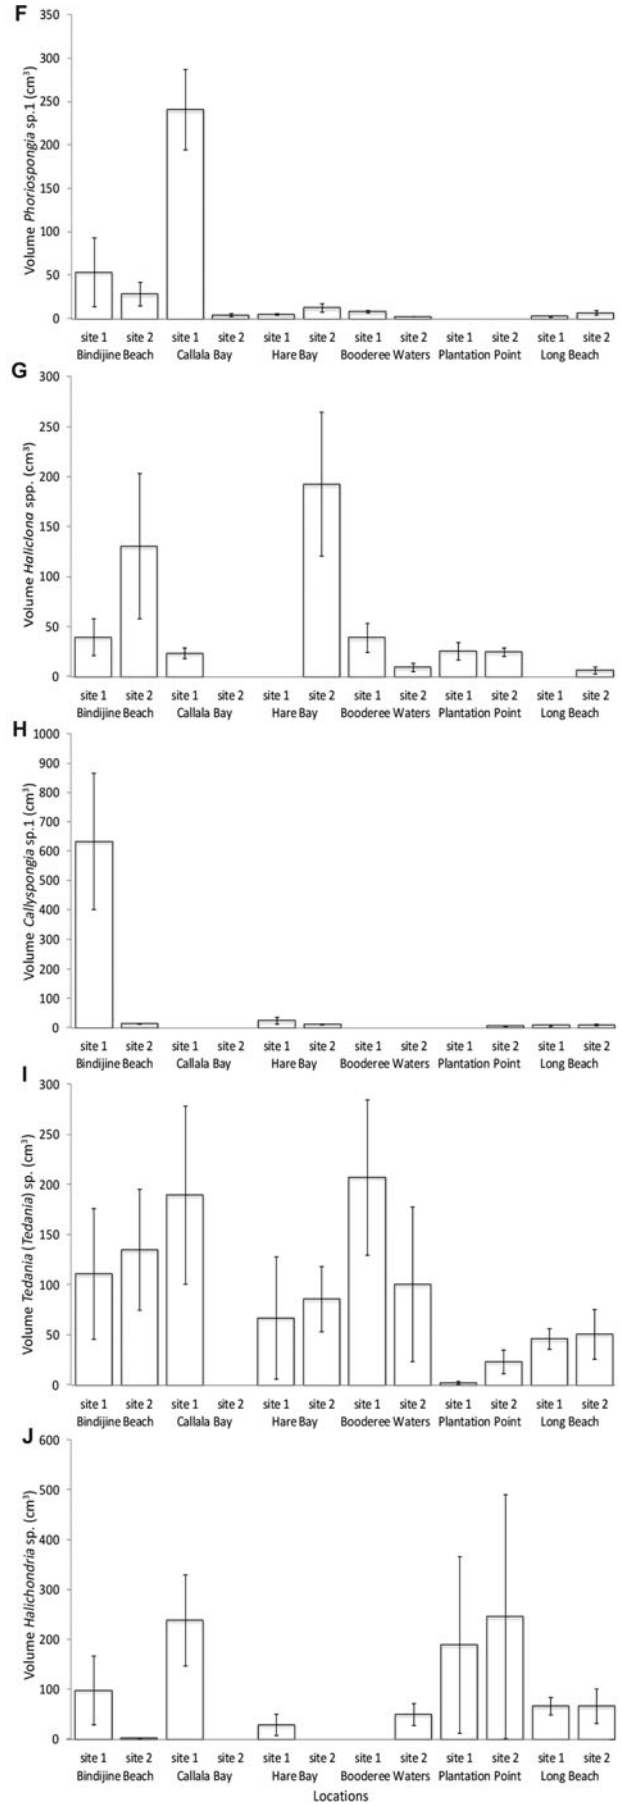 F
Volume Phoriospongia sp.1 (cm³)
350
300
250
200
150
100
50
0
site 1 site 2 site 1 site 2 site 1 site 2 site 1 site 2 site 1 site 2 site 1 site 2
Bindijine Beach Callala Bay Hare Bay Booderee Waters Plantation Point Long Beach
G
Volume Haliclona spp. (cm³)
300
250
200
150
100
50
0
site 1 site 2 site 1 site 2 site 1 site 2 site 1 site 2 site 1 site 2 site 1 site 2
Bindijine Beach Callala Bay Hare Bay Booderee Waters Plantation Point Long Beach
H
Volume Callyspongia sp.1 (cm³)
1000
900
800
700
600
500
400
300
200
100
0
site 1 site 2 site 1 site 2 site 1 site 2 site 1 site 2 site 1 site 2 site 1 site 2
Bindijine Beach Callala Bay Hare Bay Booderee Waters Plantation Point Long Beach
I
Volume Tedania (Tedania) sp. (cm³)
300
250
200
150
100
50
0
site 1 site 2 site 1 site 2 site 1 site 2 site 1 site 2 site 1 site 2 site 1 site 2
Bindijine Beach Callala Bay Hare Bay Booderee Waters Plantation Point Long Beach
J
Volume Halichondria sp. (cm³)
600
500
400
300
200
100
0
site 1 site 2 site 1 site 2 site 1 site 2 site 1 site 2 site 1 site 2 site 1 site 2
Bindijine Beach Callala Bay Hare Bay Booderee Waters Plantation Point Long Beach
Locations